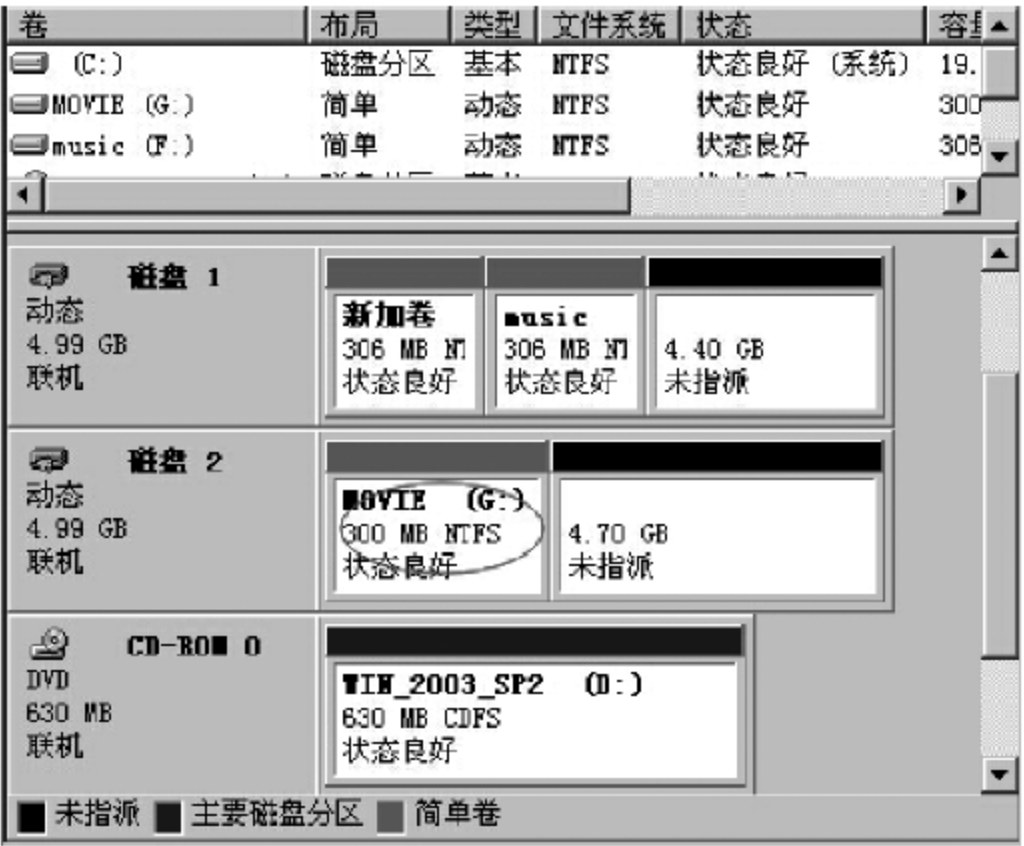 卷 布局 类型 文件系统 状态
(C:) 磁盘分区 基本 NTFS 状态良好 (系统) 19.
MOVIE (G:) 简单 动态 NTFS 状态良好 300
music (F:) 简单 动态 NTFS 状态良好 306
磁盘 1
动态
4.99 GB
联机
新加卷
306 MB NT
状态良好
music
306 MB NT
状态良好
4.40 GB
未指派
磁盘 2
动态
4.99 GB
联机
MOVIE (G:)
300 MB NTFS
状态良好
4.70 GB
未指派
CD-ROM 0
DVD
630 MB
联机
WIN_2003_SP2 (D:)
630 MB CDFS
状态良好
未指派 主要磁盘分区 简单卷